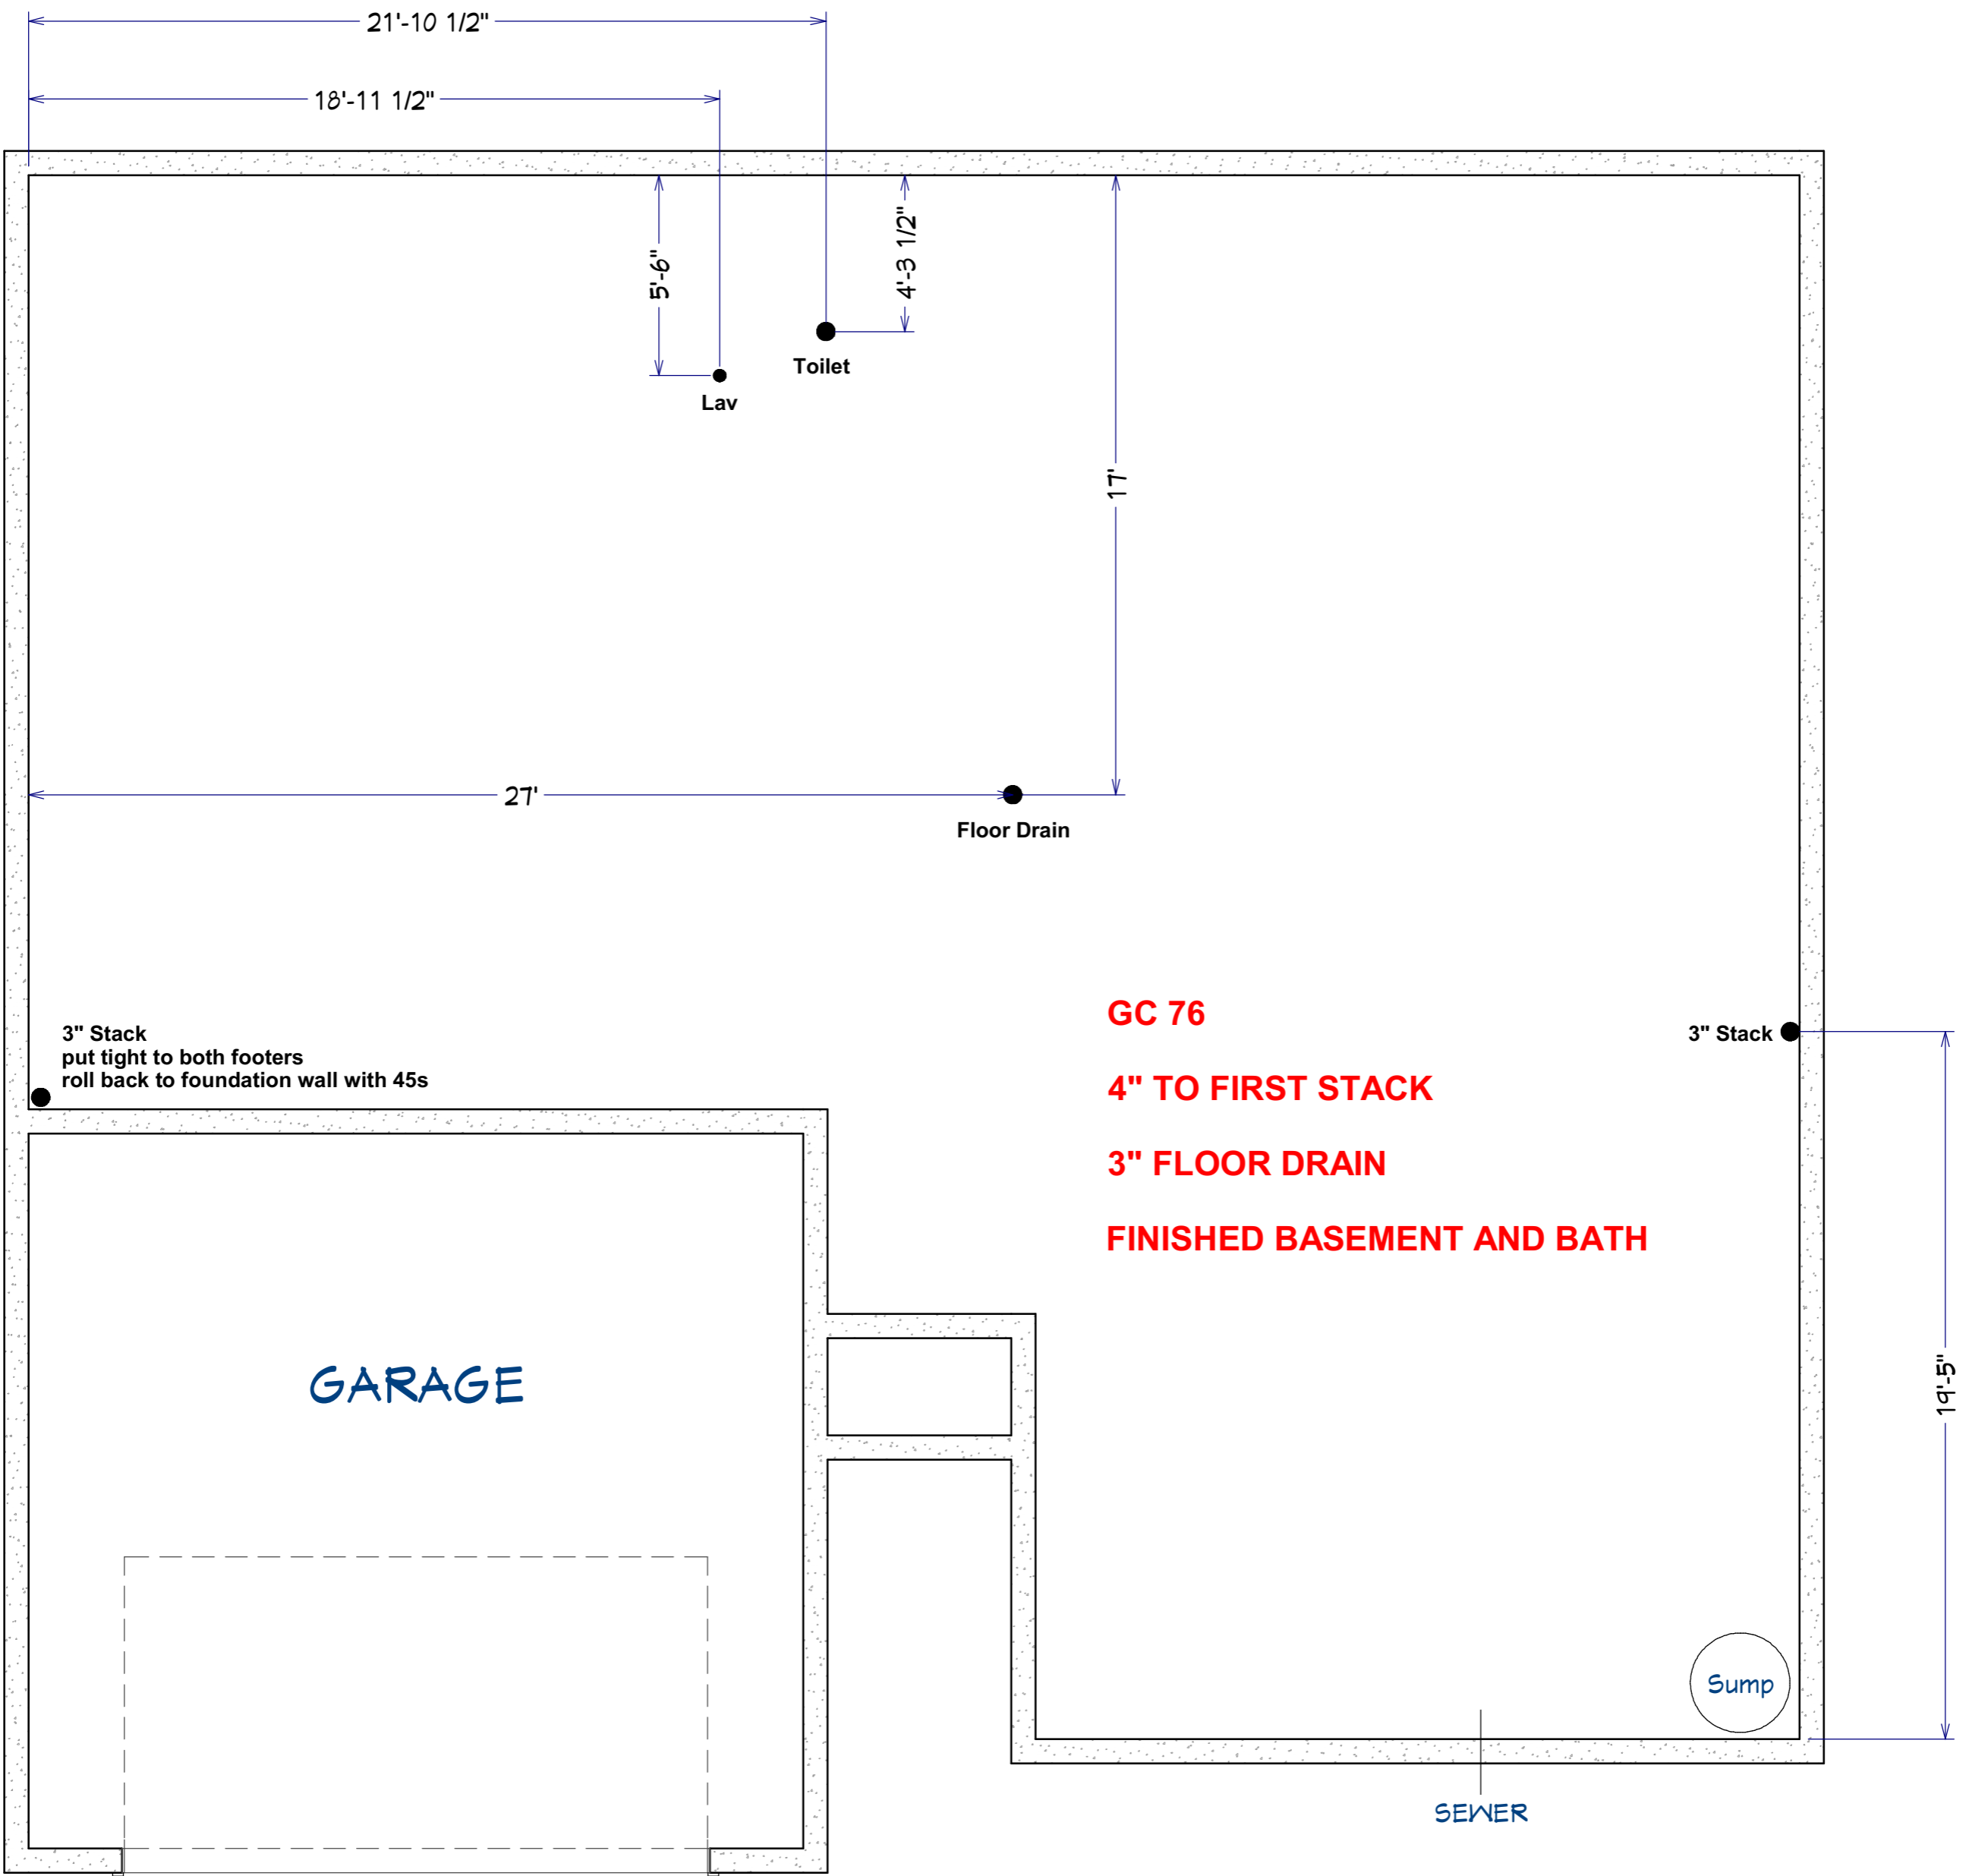 21'-10 1/2"
18'-11 1/2"
5'-6"
4'-3 1/2"
Toilet
Lav
17'
27'
Floor Drain
3" Stack
put tight to both footers
roll back to foundation wall with 45s
GC 76
3" Stack
4" TO FIRST STACK
3" FLOOR DRAIN
FINISHED BASEMENT AND BATH
GARAGE
19'-5"
Sump
SEWER